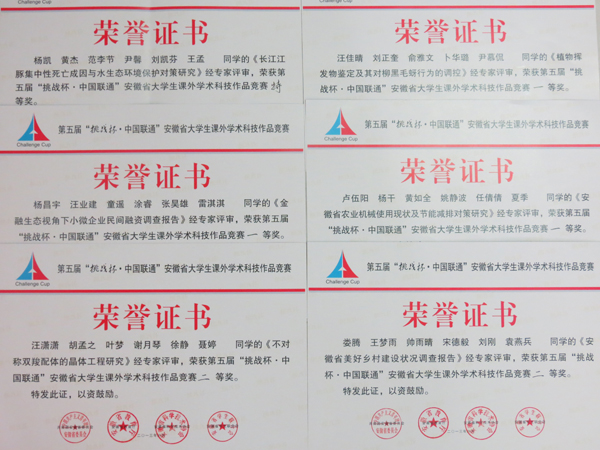 荣誉证书
杨凯 黄杰 范李节 尹馨 刘凯芬 王孟 同学的《长江江
豚集中性死亡成因与水生态环境保护对策研究》经专家评审，荣获第
五届“挑战杯·中国联通”安徽省大学生课外学术科技作品竞赛 特
等奖。
荣誉证书
汪佳晴 刘正奎 俞雅文 卜华璐 尹慕侃 同学的《植物挥
发物鉴定及其对柳黑毛蚜行为的调控》经专家评审，荣获第
五届“挑战杯·中国联通”安徽省大学生课外学术科技作品竞赛 一 等奖。
Challenge Cup
第五届“挑战杯·中国联通”安徽省大学生课外学术科技作品竞赛
荣誉证书
杨昌宇 汪业建 童遥 涂睿 张昊雄 雷淇淇 同学的《金
融生态视角下小微企业民间融资调查报告》经专家评审，荣获第五届
“挑战杯·中国联通”安徽省大学生课外学术科技作品竞赛 一 等奖。
Challenge Cup
第五届“挑战杯·中国联通”安徽省大学生课外学术科技作品竞赛
荣誉证书
卢伍阳 杨干 黄如全 姚静波 任倩倩 夏季 同学的《安
徽省农业机械使用现状及节能减排对策研究》经专家评审，荣获第五届
“挑战杯·中国联通”安徽省大学生课外学术科技作品竞赛 一 等奖。
Challenge Cup
第五届“挑战杯·中国联通”安徽省大学生课外学术科技作品竞赛
荣誉证书
汪潇潇 胡孟之 叶梦 谢月琴 徐静 聂婷 同学的《不对
称双羧配体的晶体工程研究》经专家评审，荣获第五届“挑战杯·中
国联通”安徽省大学生课外学术科技作品竞赛 二 等奖。
特发此证，以资鼓励。
Challenge Cup
第五届“挑战杯·中国联通”安徽省大学生课外学术科技作品竞赛
荣誉证书
娄腾 王梦雨 帅雨晴 宋德毅 刘刚 袁燕兵 同学的《安
徽省美好乡村建设状况调查报告》经专家评审，荣获第五届“挑战
杯·中国联通”安徽省大学生课外学术科技作品竞赛 二 等奖。
特发此证，以资鼓励。